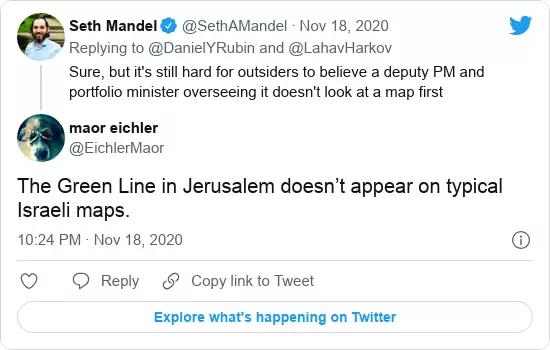 Seth Mandel @SethAMandel · Nov 18, 2020
Replying to @DanielYRubin and @LahavHarkov
Sure, but it's still hard for outsiders to believe a deputy PM and
portfolio minister overseeing it doesn't look at a map first
maor eichler
@EichlerMaor
The Green Line in Jerusalem doesn’t appear on typical
Israeli maps.
10:24 PM · Nov 18, 2020
Reply
Copy link to Tweet
Explore what's happening on Twitter